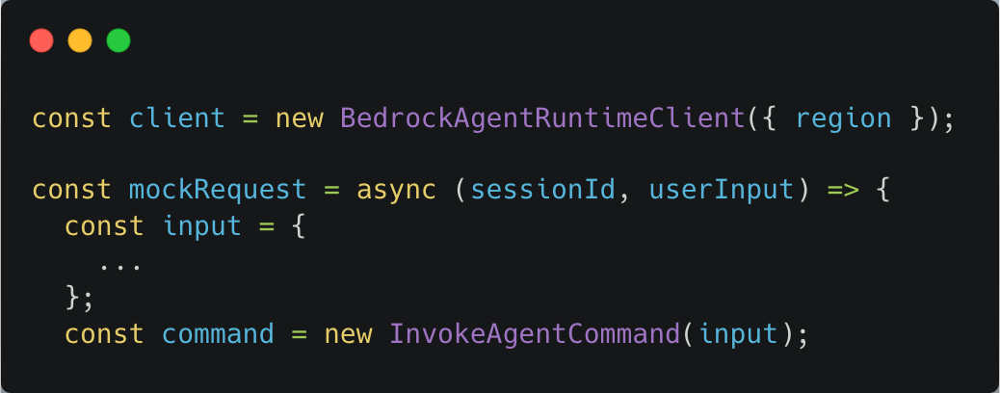 const client = new BedrockAgentRuntimeClient({ region });
const mockRequest = async (sessionId, userInput) => {
  const input = {
    ...
  };
  const command = new InvokeAgentCommand(input);